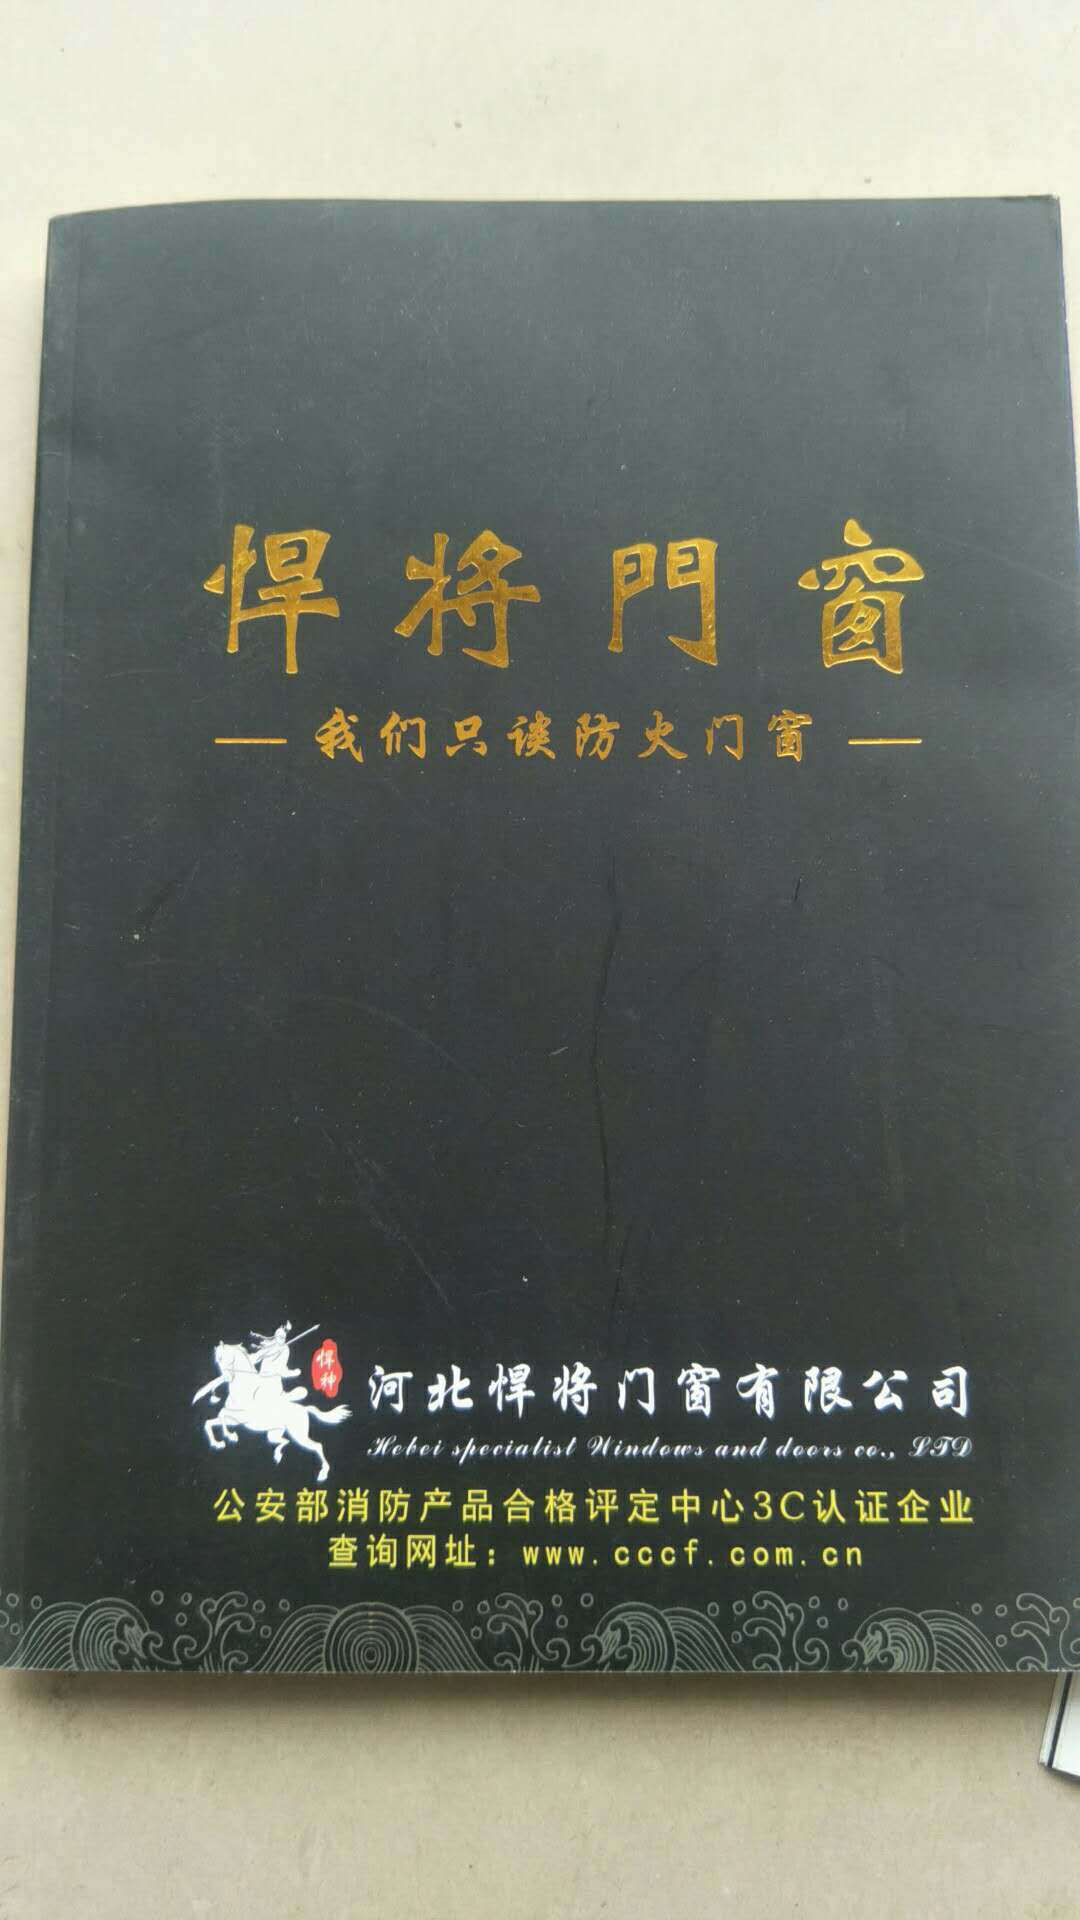 悍将門窗
我们只谈防火门窗
悍神
河北悍将门窗有限公司
Hebei specialist Windows and doors co., LTD
公安部消防产品合格评定中心3C认证企业
查询网址：www.cccf.com.cn